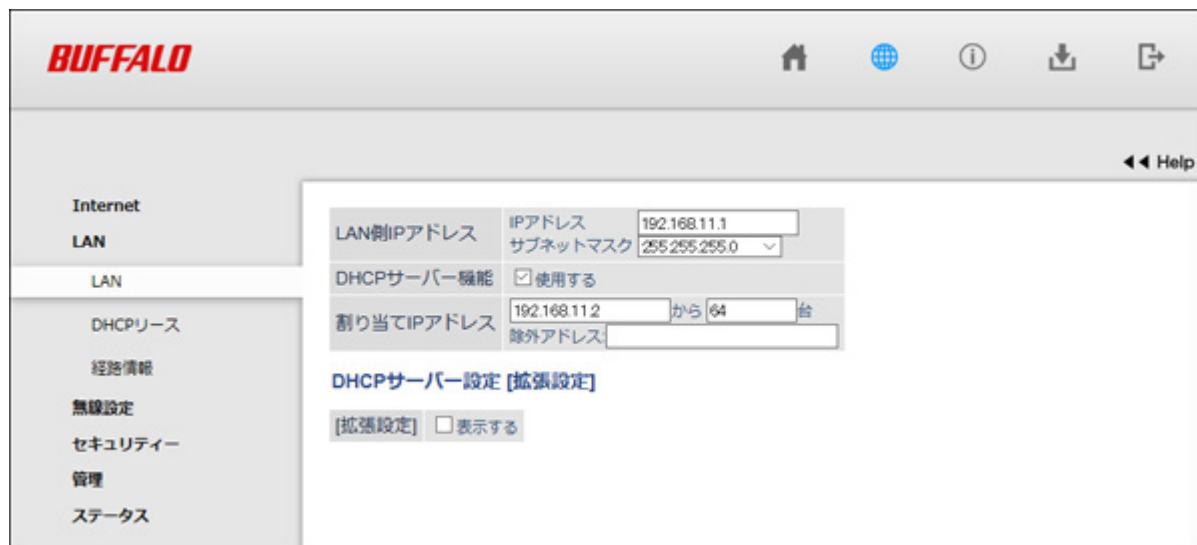 BUFFALO
Help
Internet
LAN
LAN
DHCPリース
経路情報
無線設定
セキュリティー
管理
ステータス
LAN側IPアドレス
IPアドレス 192.168.11.1
サブネットマスク 255.255.255.0
DHCPサーバー機能 使用する
割り当てIPアドレス
192.168.11.2 から 64 台
除外アドレス:
DHCPサーバー設定 [拡張設定]
[拡張設定] 表示する